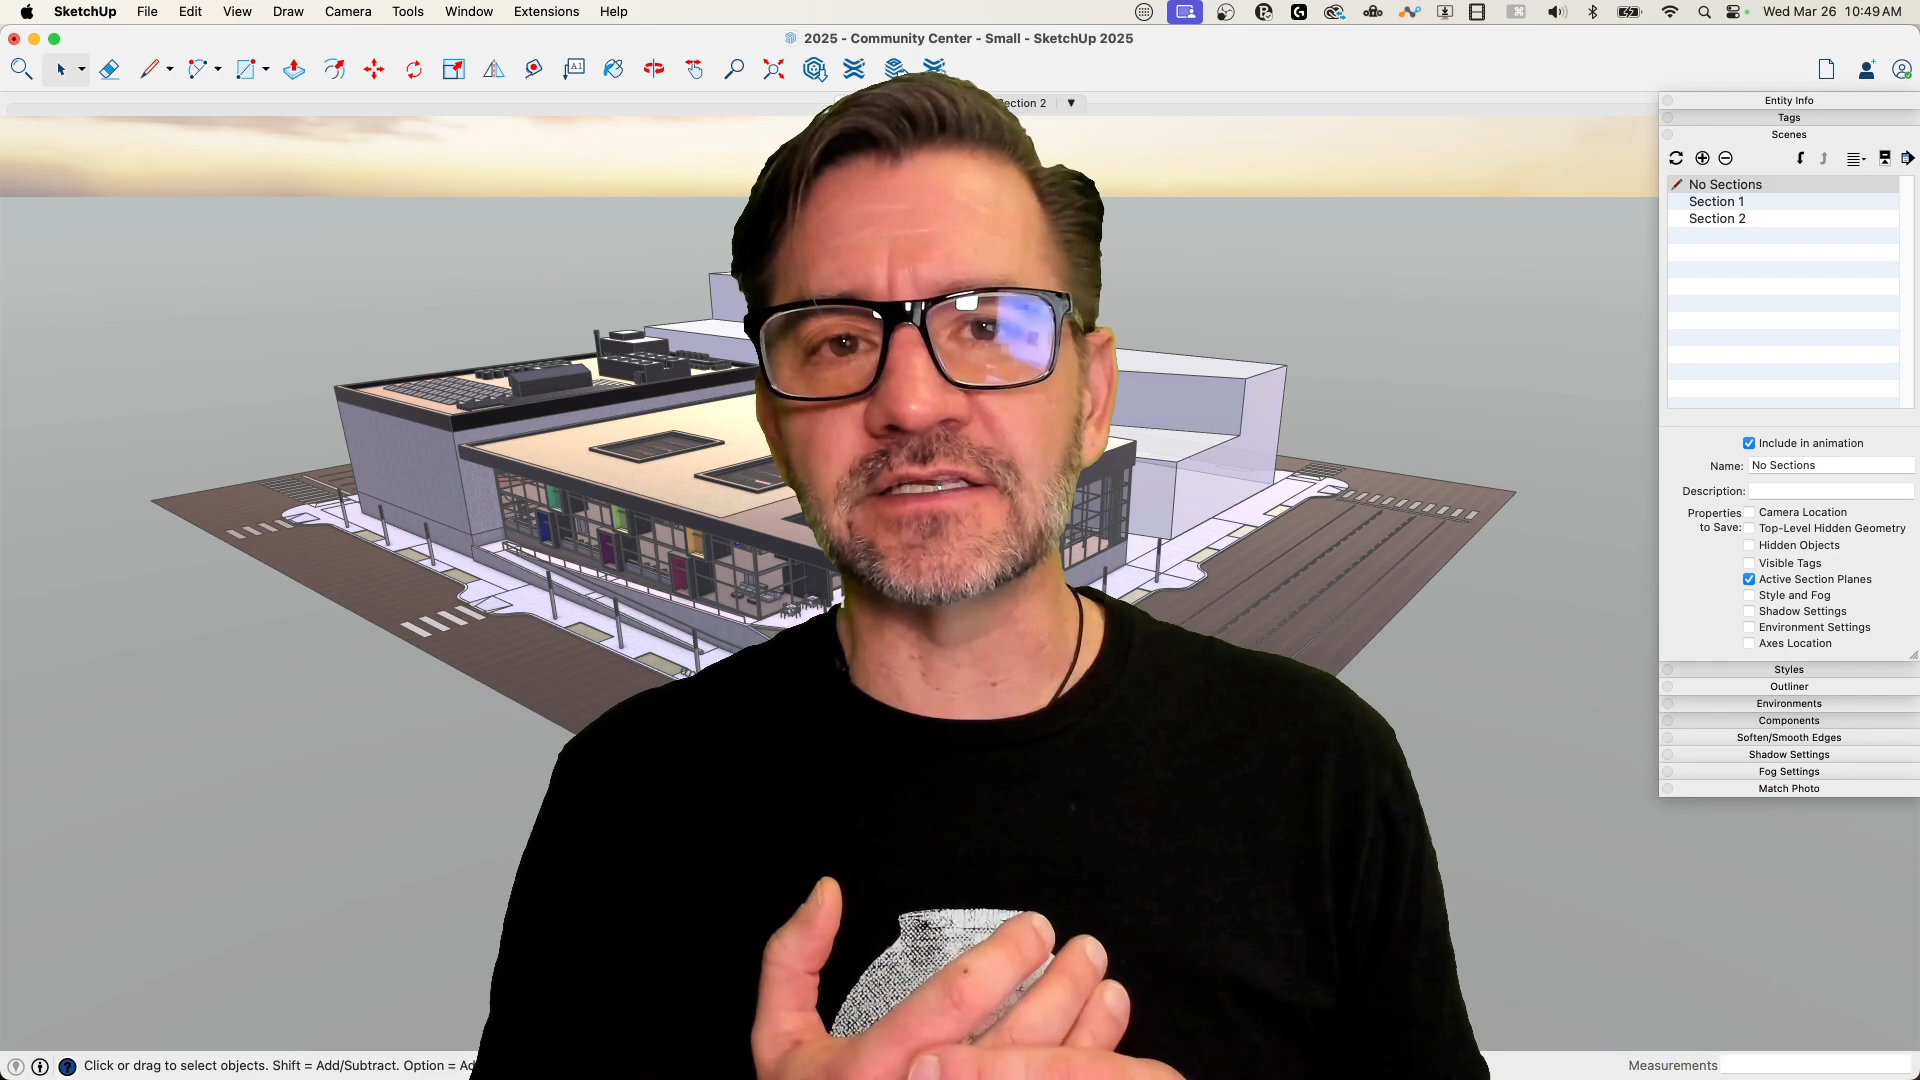 SketchUp File Edit View Draw Camera Tools Window Extensions Help Wed Mar 26 10:49 AM
2025 - Community Center - Small - SketchUp 2025
A1
ection 2
Entity Info
Tags
Scenes
No Sections
Section 1
Section 2
Include in animation
Name: No Sections
Description:
Properties to Save:
Camera Location
Top-Level Hidden Geometry
Hidden Objects
Visible Tags
Active Section Planes
Style and Fog
Shadow Settings
Environment Settings
Axes Location
Styles
Outliner
Environments
Components
Soften/Smooth Edges
Shadow Settings
Fog Settings
Match Photo
Click or drag to select objects. Shift = Add/Subtract. Option = Ad
Measurements